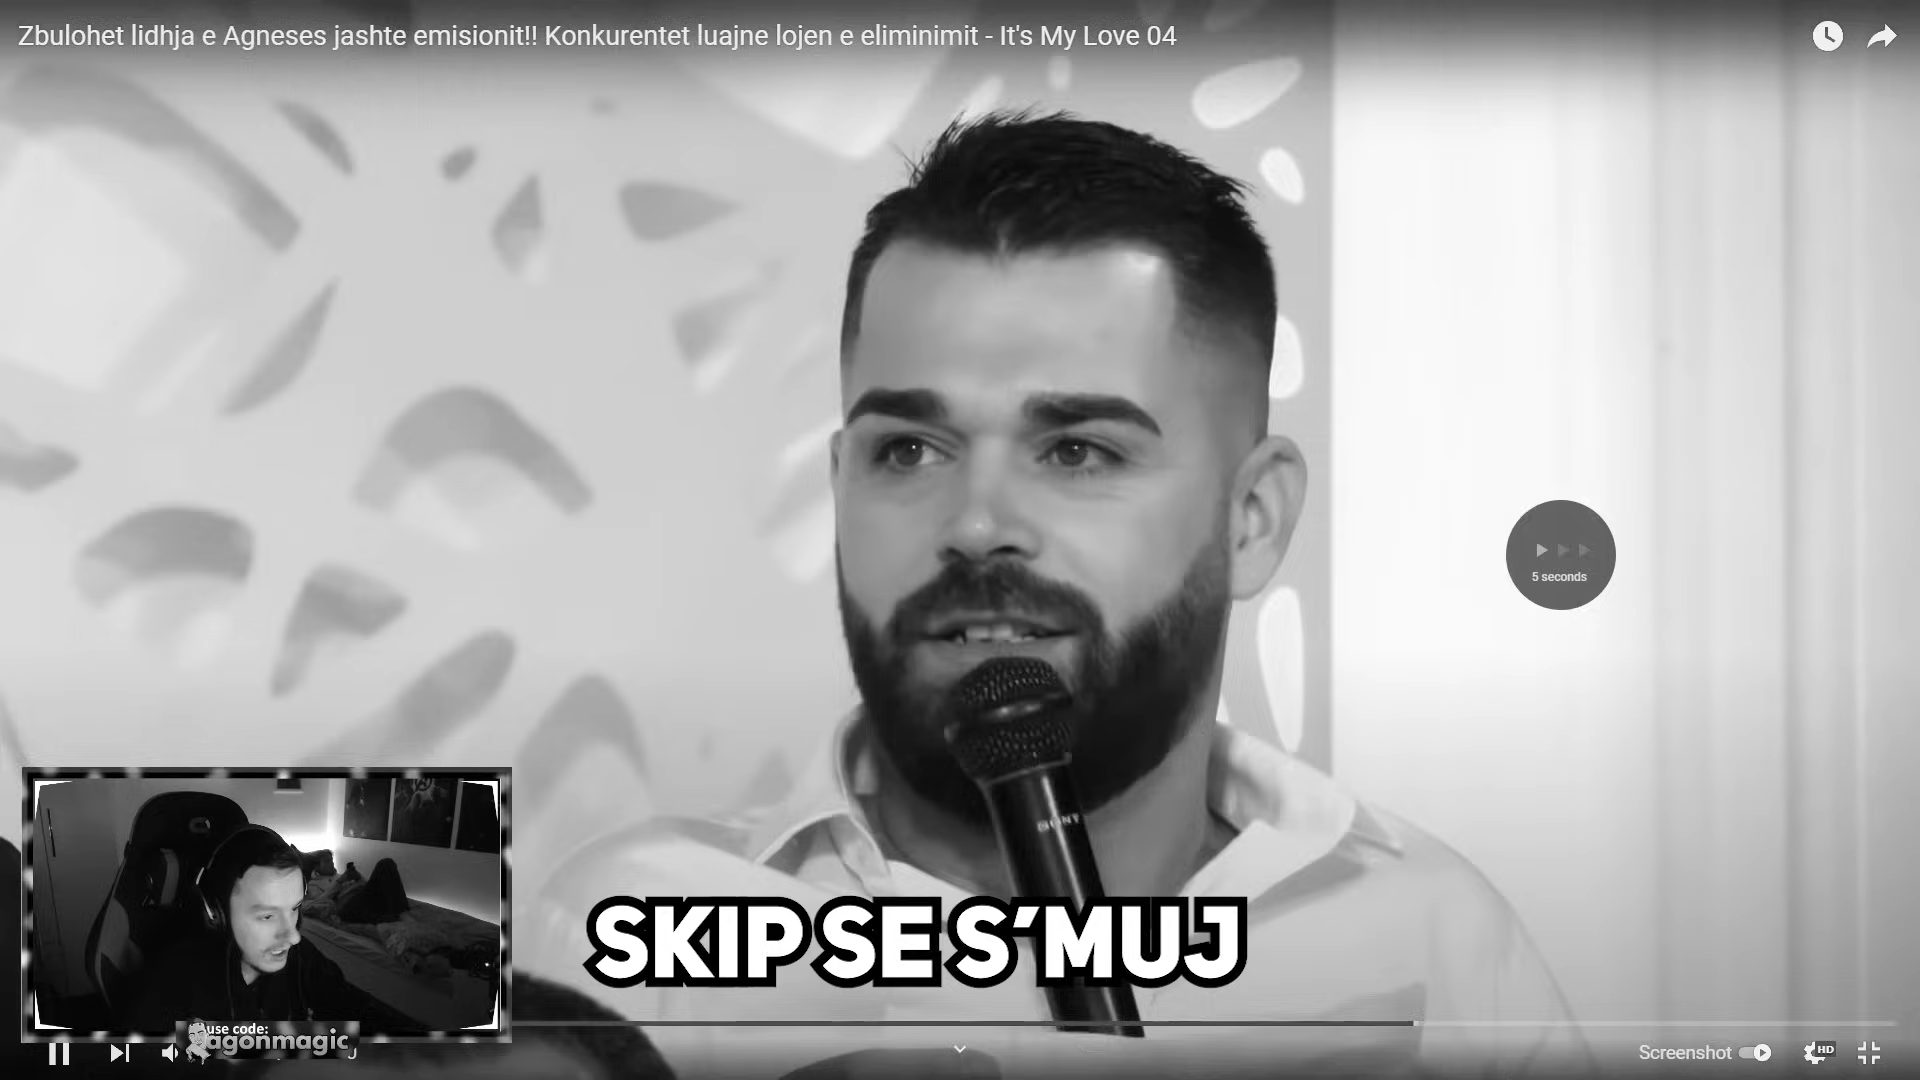 Zbulohet lidhja e Agneses jashte emisionit!! Konkurentet luajne lojen e eliminimit - It's My Love 04
5 seconds
SONY
SKIP SE S'MUJ
use code:
agonmagic
Screenshot
HD